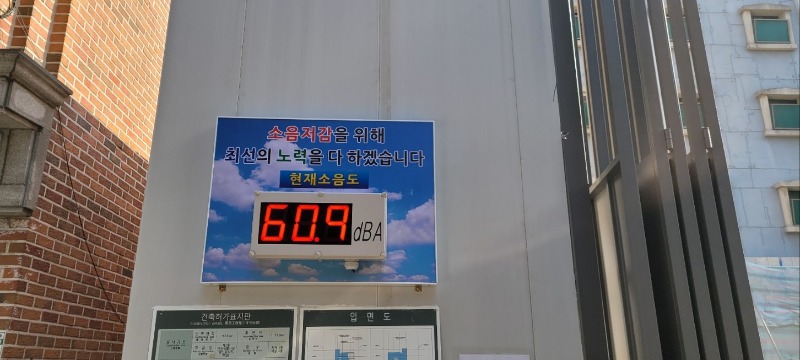 소음저감을 위해
최선의 노력을 다 하겠습니다
현재소음도
60.9 dBA
건축허가표지판
입면도